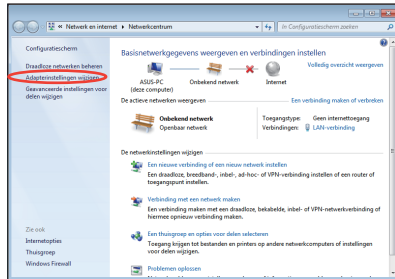 « Netwerk en internet ▸ Netwerkcentrum
In Configuratiescherm zoeken
Configuratiescherm
Draadloze netwerken beheren
Adapterinstellingen wijzigen
Geavanceerde instellingen voor
delen wijzigen
Zie ook
Internetopties
Thuisgroep
Windows Firewall
Basisnetwerkgegevens weergeven en verbindingen instellen
Volledig overzicht weergeven
ASUS-PC
(deze computer)
Onbekend netwerk
Internet
De actieve netwerken weergeven
Een verbinding maken of verbreken
Onbekend netwerk
Openbaar netwerk
Toegangstype: Geen internettoegang
Verbindingen: LAN-verbinding
De netwerkinstellingen wijzigen
Een nieuwe verbinding of een nieuw netwerk instellen
Een draadloze, breedband-, inbel-, ad-hoc- of VPN-verbinding instellen of een router of
toegangspunt instellen.
Verbinding met een netwerk maken
Een verbinding maken met een draadloze, bekabelde, inbel- of VPN-netwerkverbinding of
hiermee opnieuw verbinding maken.
Een thuisgroep en opties voor delen selecteren
Toegang krijgen tot bestanden en printers op andere netwerkcomputers of instellingen
voor delen wijzigen.
Problemen oplossen